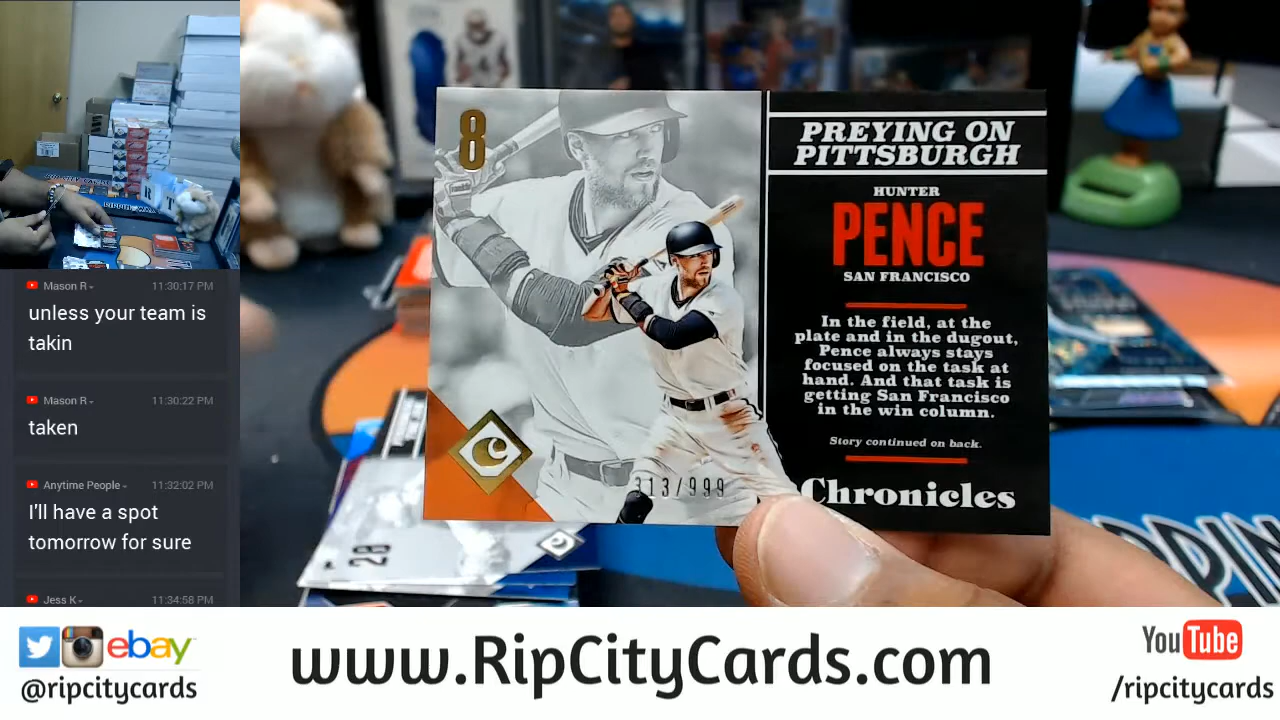 Mason R
11:30:17 PM
unless your team is
takin
Mason R
11:30:22 PM
taken
Anytime People
11:32:02 PM
I'll have a spot
tomorrow for sure
Jess K
11:34:58 PM
8
PREYING ON
PITTSBURGH
HUNTER
PENCE
SAN FRANCISCO
In the field, at the
plate and in the dugout,
Pence always stays
focused on the task at
hand. And that task is
getting San Francisco
in the win column.
Story continued on back.
Chronicles
C
313/999
28
ebay
@ripcitycards
www.RipCityCards.com
YouTube
/ripcitycards